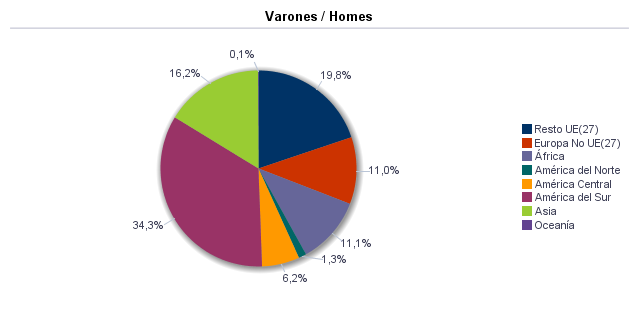 Varones / Homes
0,1%
19,8%
16,2%
11,0%
34,3%
11,1%
1,3%
6,2%
Resto UE(27)
Europa No UE(27)
África
América del Norte
América Central
América del Sur
Asia
Oceanía